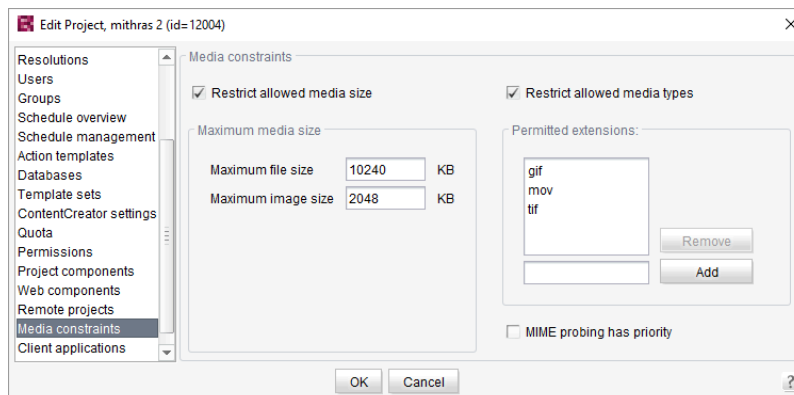 Edit Project, mithras 2 (id=12004)
Resolutions
Users
Groups
Schedule overview
Schedule management
Action templates
Databases
Template sets
ContentCreator settings
Quota
Permissions
Project components
Web components
Remote projects
Media constraints
Client applications
Media constraints
Restrict allowed media size
Maximum media size
Maximum file size 10240 KB
Maximum image size 2048 KB
Restrict allowed media types
Permitted extensions:
gif
mov
tif
Remove
Add
MIME probing has priority
OK Cancel
?